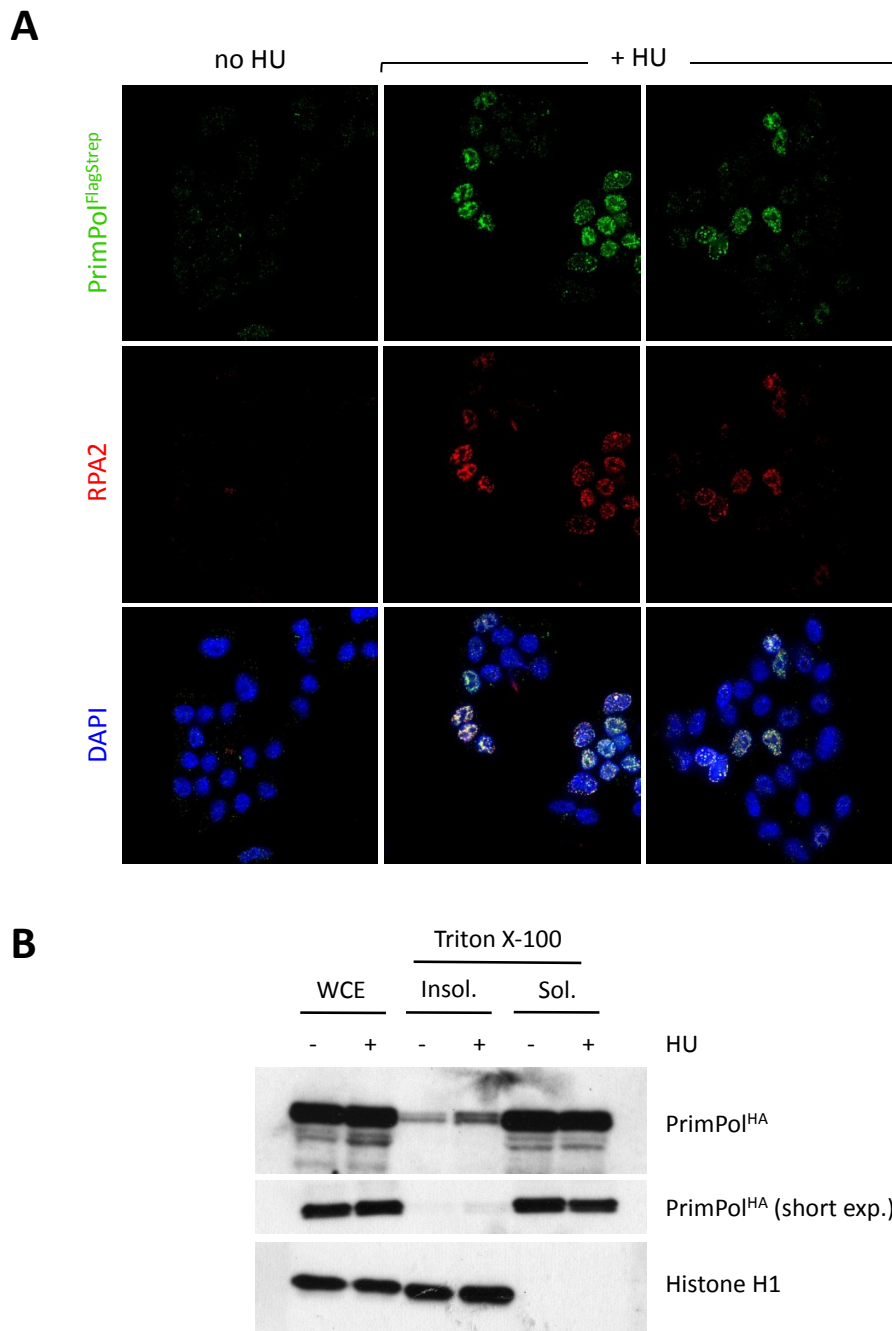 A
no HU
+ HU
PrimPolFlagStrep
RPA2
DAPI
B
Triton X-100
WCE Insol. Sol.
- + - + - + HU
PrimPolHA
PrimPolHA (short exp.)
Histone H1